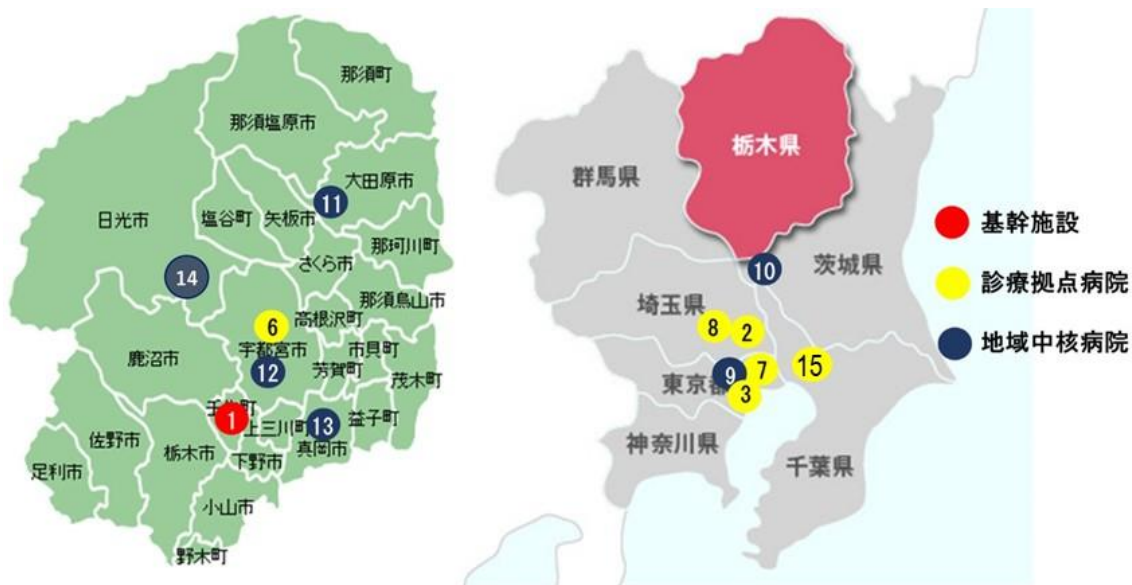 那須町
那須塩原市
大田原市
11
日光市
塩谷町
矢板市
那珂川町
さくら市
14
那須烏山市
6
高根沢町
宇都宮市
市貝町
鹿沼市
12
芳賀町
茂木町
壬生町
1
上三川町
13
益子町
真岡市
佐野市
栃木市
下野市
足利市
小山市
野木町
栃木県
群馬県
10
茨城県
埼玉県
8
2
15
東京都
9
7
3
神奈川県
千葉県
基幹施設
診療拠点病院
地域中核病院